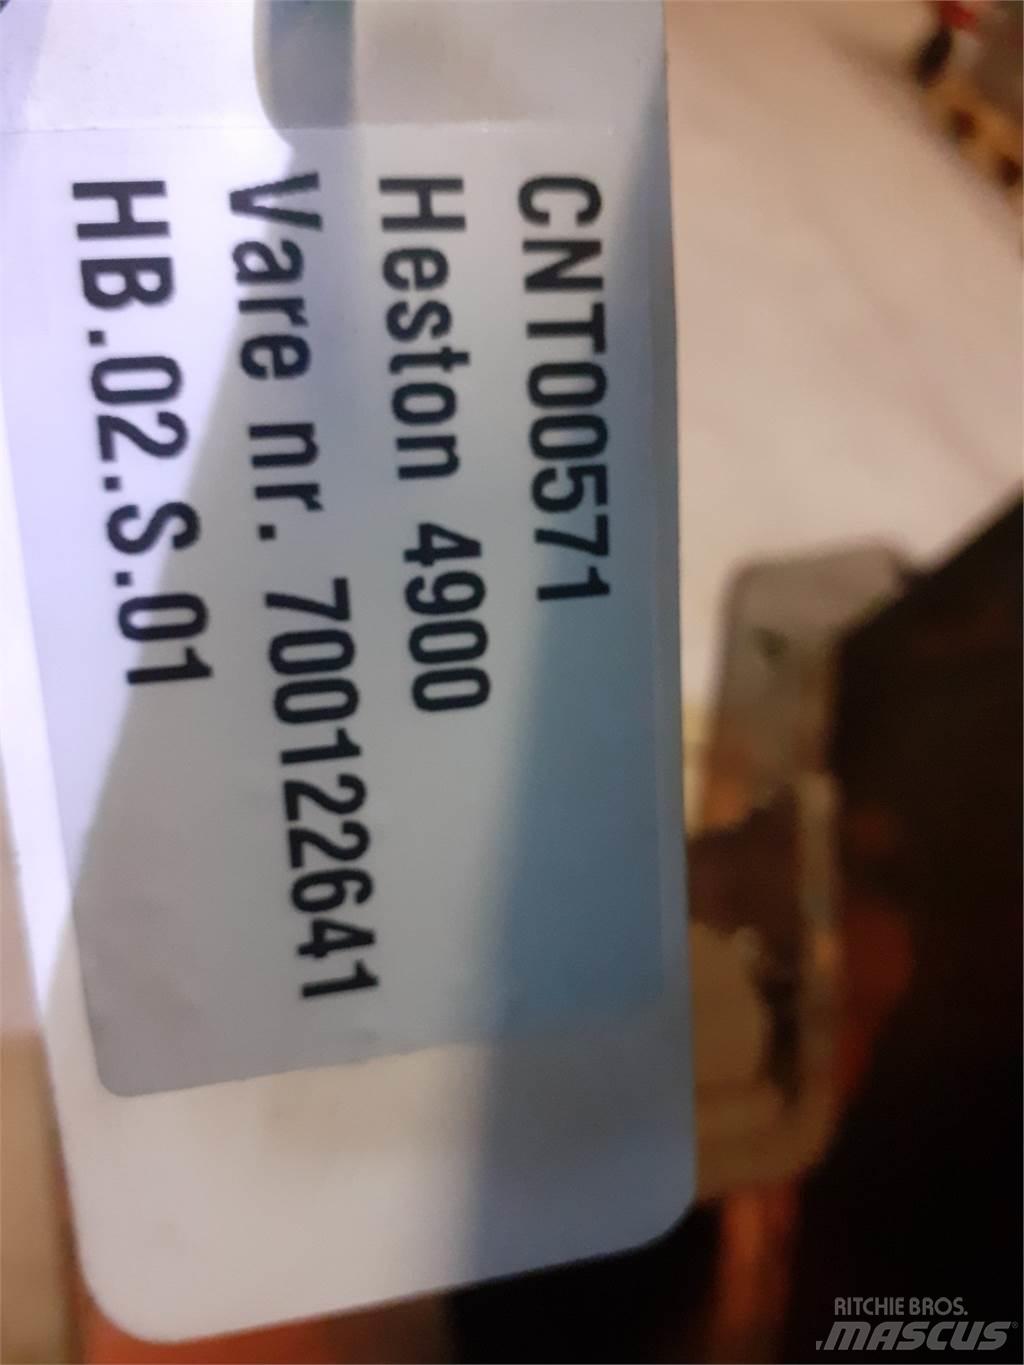 CNT00571
Heston 4900
Vare nr. 700122641
HB.02.S.01
RITCHIE BROS.
MASCUS